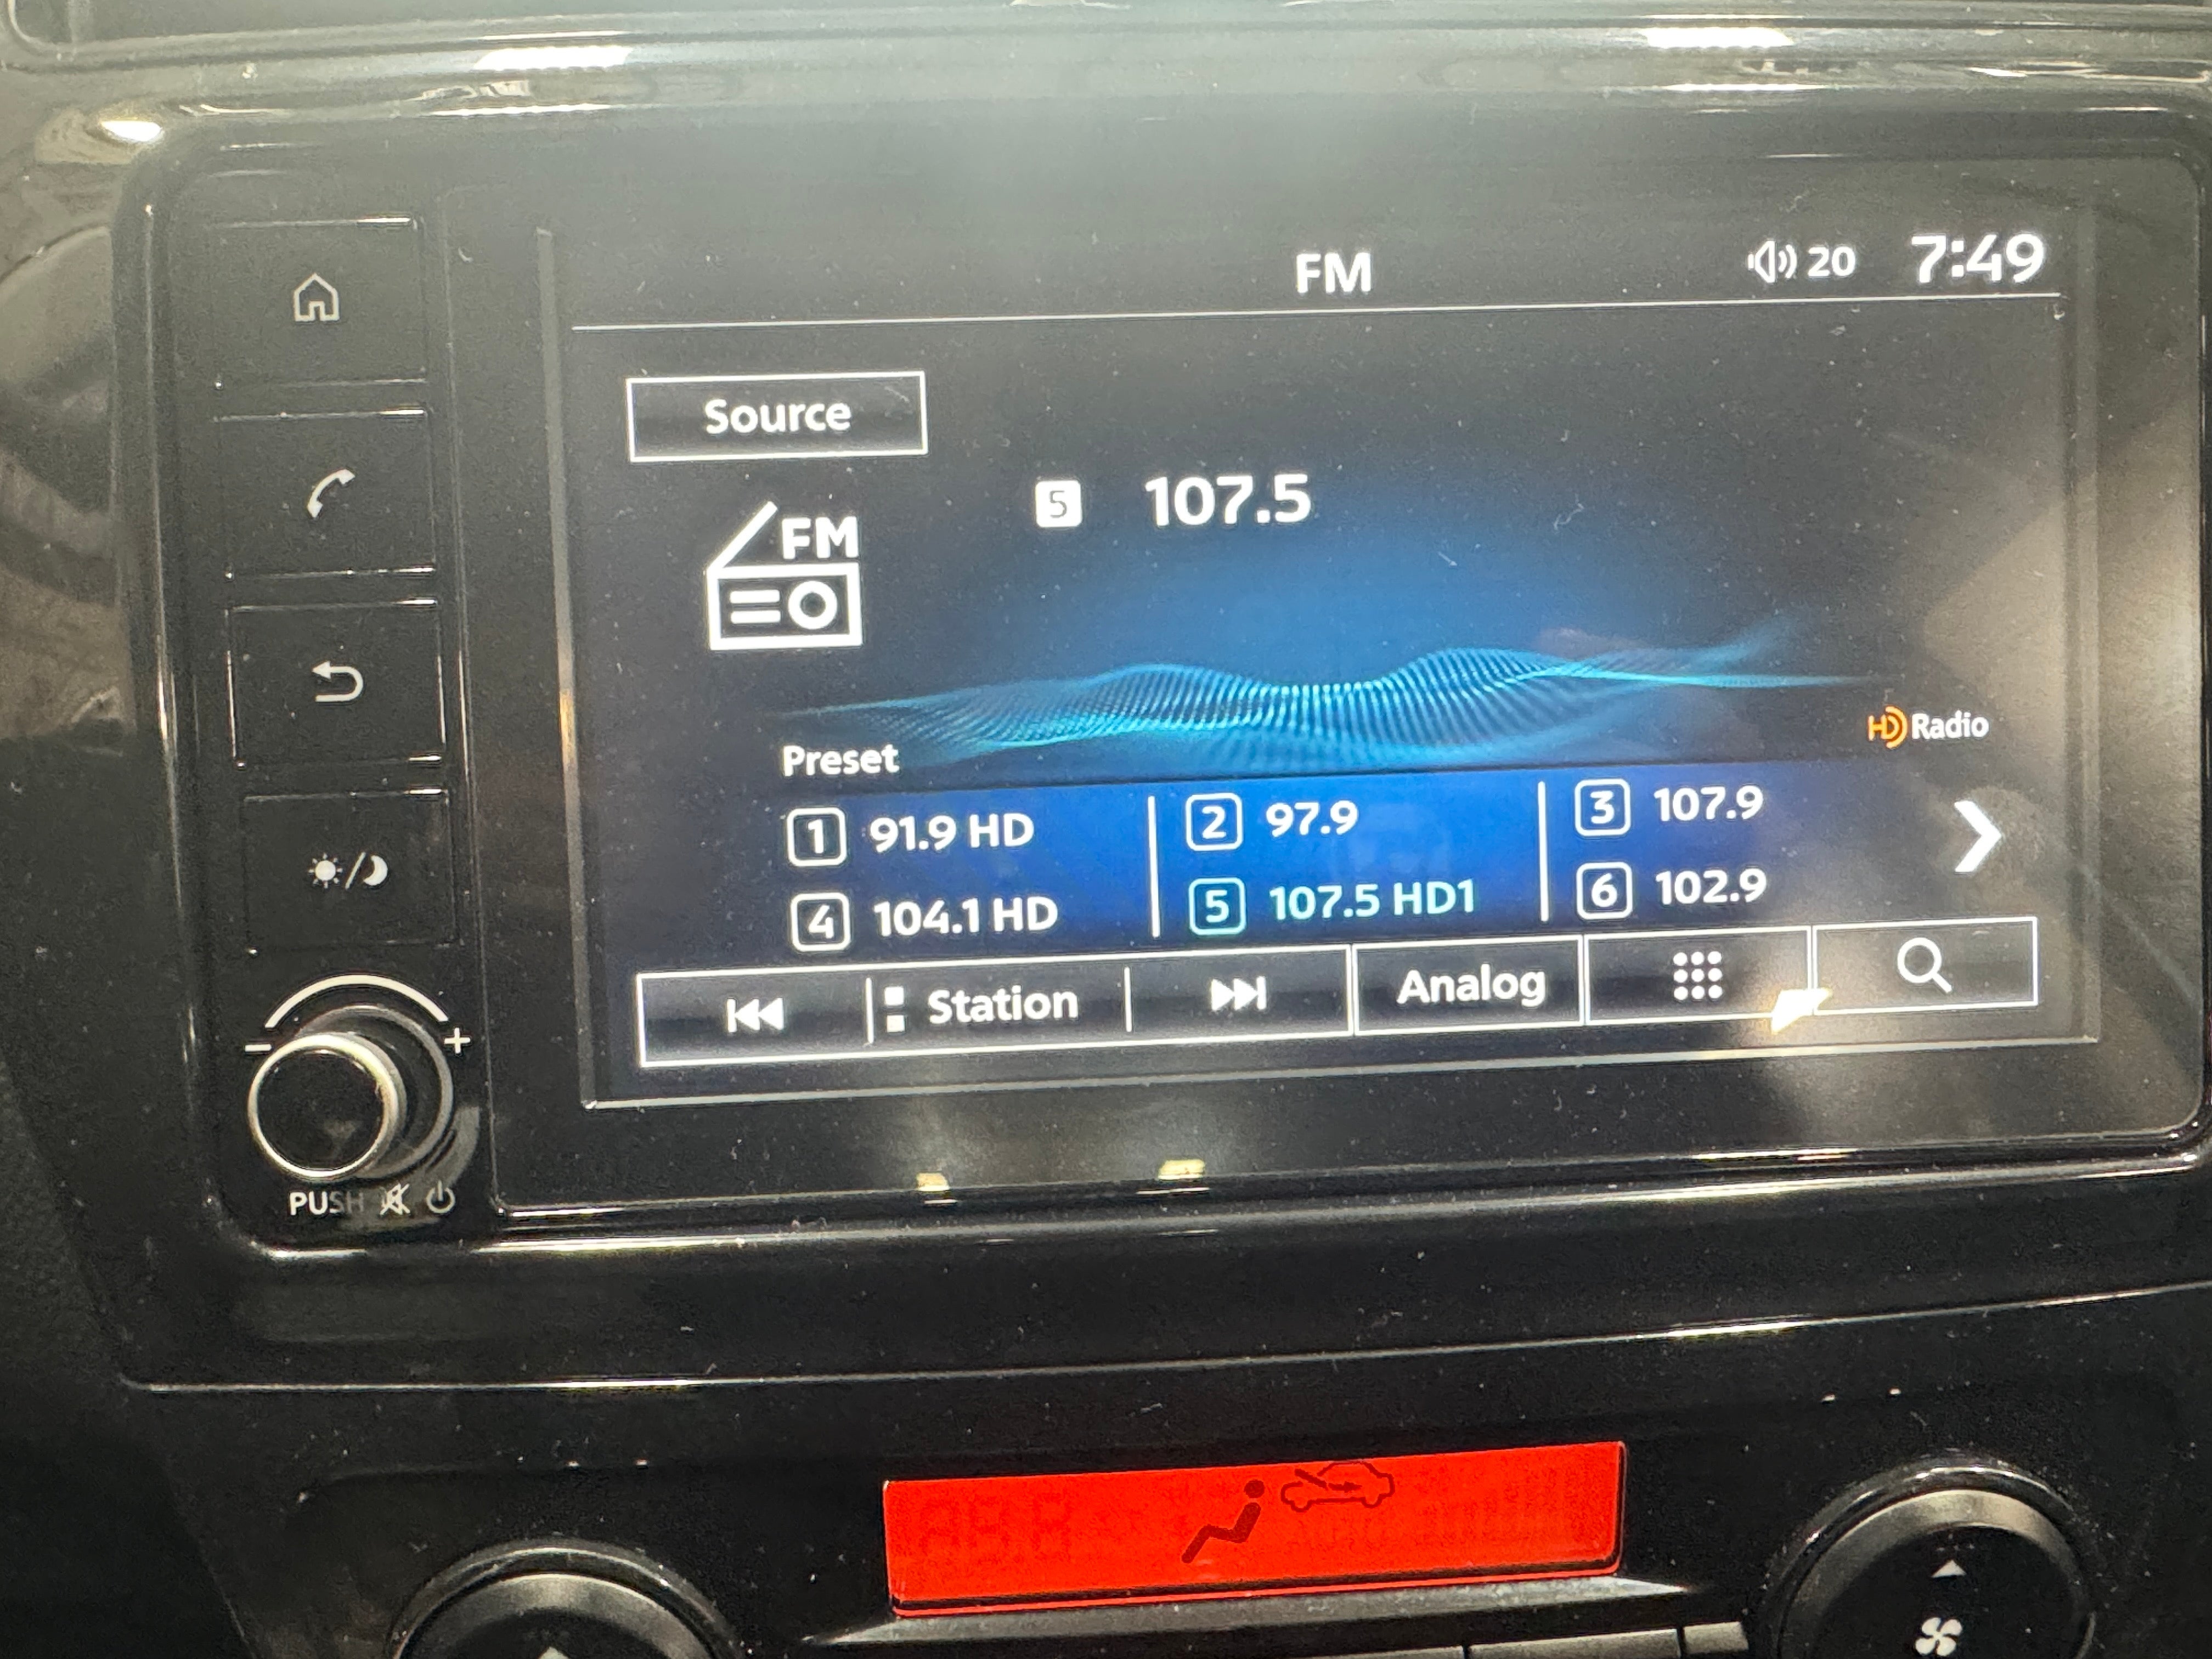 FM 20 7:49
Source
5 107.5
FM
HD Radio
Preset
1 91.9 HD 2 97.9 3 107.9
4 104.1 HD 5 107.5 HD1 6 102.9
Station Analog
- +
PUSH